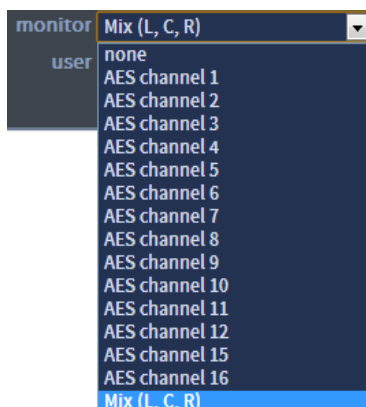 monitor Mix (L, C, R)
user none
AES channel 1
AES channel 2
AES channel 3
AES channel 4
AES channel 5
AES channel 6
AES channel 7
AES channel 8
AES channel 9
AES channel 10
AES channel 11
AES channel 12
AES channel 15
AES channel 16
Mix (L, C, R)